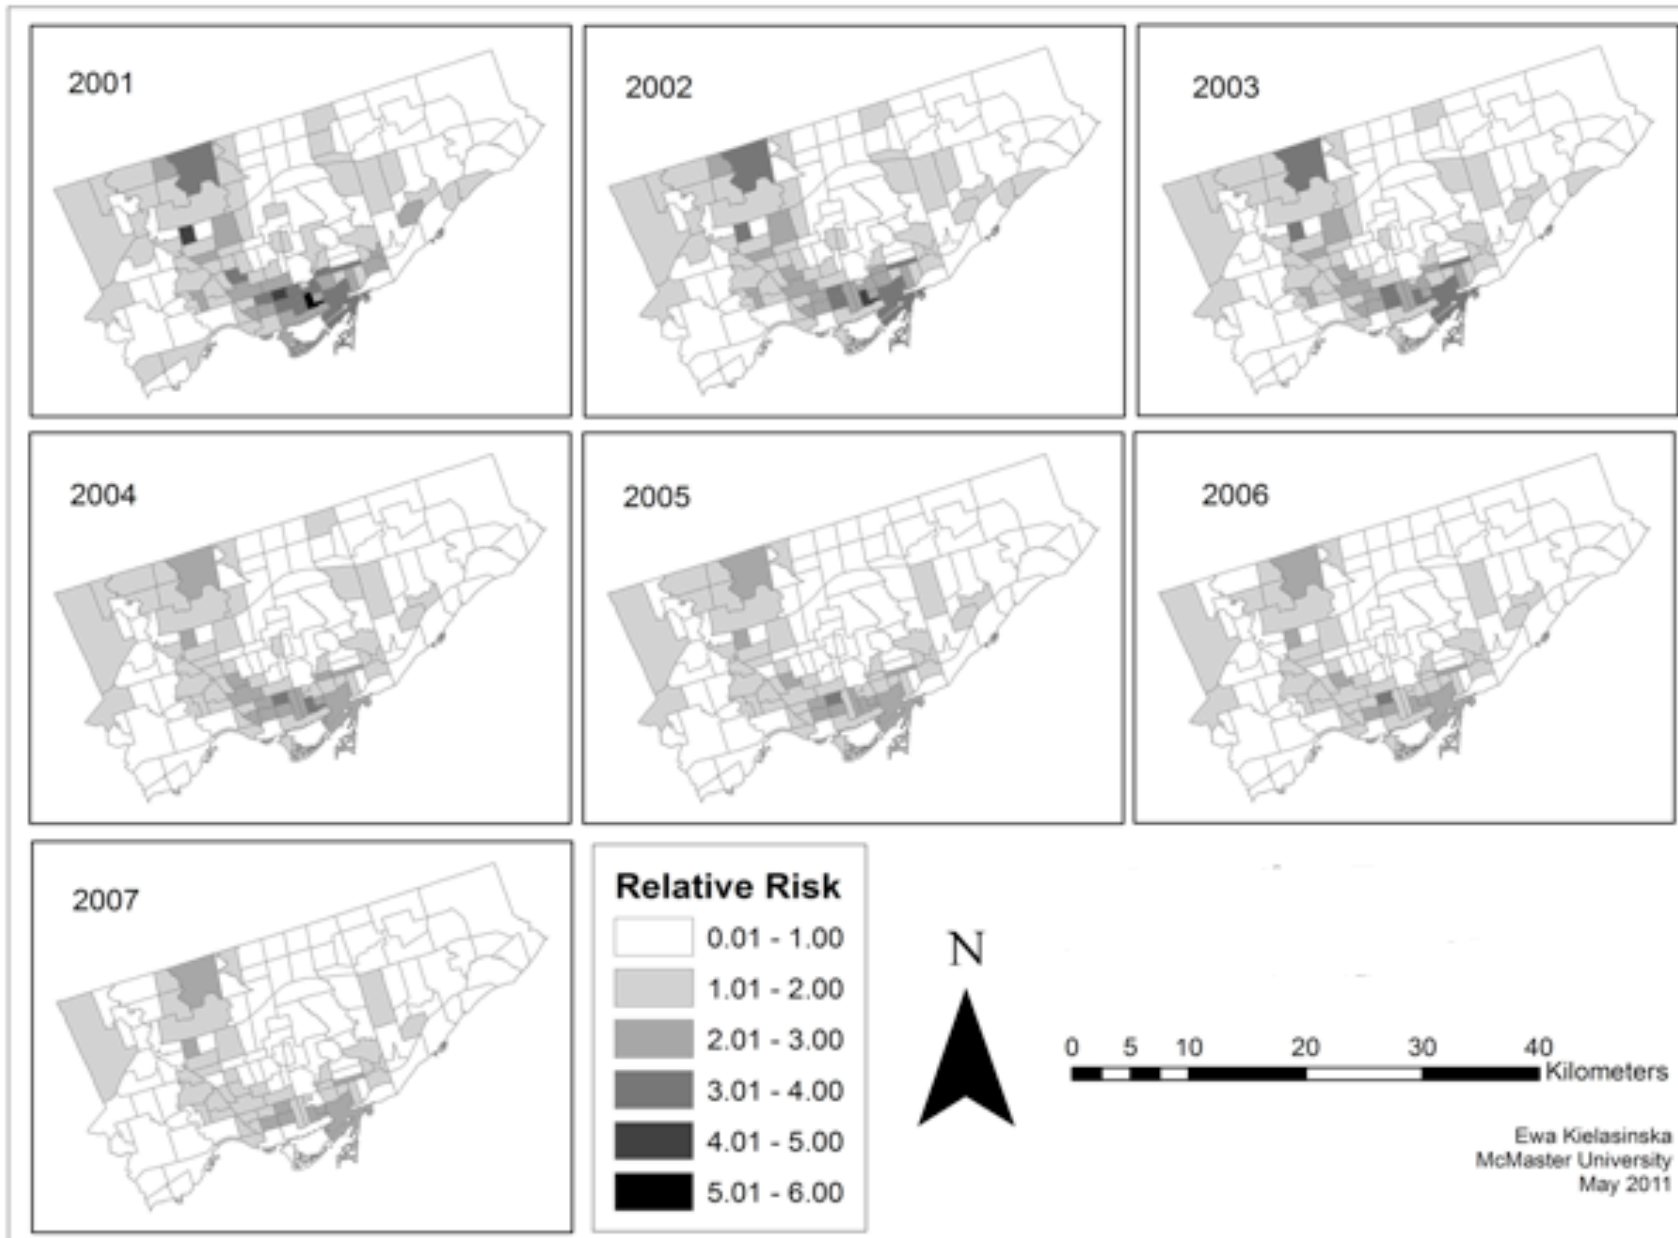 2001
2002
2003
2004
2005
2006
2007
Relative Risk
0.01 - 1.00
1.01 - 2.00
2.01 - 3.00
3.01 - 4.00
4.01 - 5.00
5.01 - 6.00
N
0 5 10 20 30 40
Kilometers
Ewa Kielasinska
McMaster University
May 2011